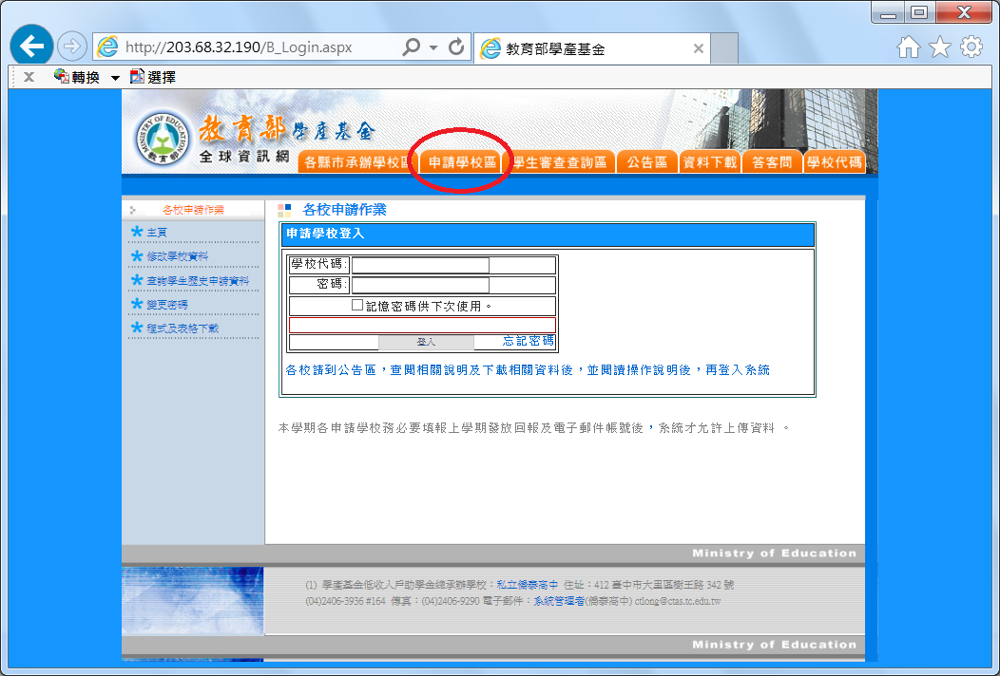 http://203.68.32.190/B_Login.aspx
教育部學產基金
x 轉換 選擇
MINISTRY OF EDUCATION
教育部
教育部學產基金
全球資訊網
各縣市承辦學校區 申請學校區 學生審查查詢區 公告區 資料下載 答客問 學校代碼
各校申請作業
主頁
修改學校資料
查詢學生歷史申請資料
變更密碼
程式及表格下載
各校申請作業
申請學校登入
學校代碼:
密碼:
記憶密碼供下次使用。
登入 忘記密碼
各校請到公告區，查閱相關說明及下載相關資料後，並閱讀操作說明後，再登入系統
本學期各申請學校務必要填報上學期發放回報及電子郵件帳號後，系統才允許上傳資料 。
Ministry of Education
(1) 學產基金低收入戶助學金總承辦學校：私立僑泰高中 住址：412 臺中市大里區樹王路 342 號
(04)2406-3936 #164 傳真：(04)2406-9290 電子郵件：系統管理者(僑泰高中) ctlong@ctas.tc.edu.tw
Ministry of Education